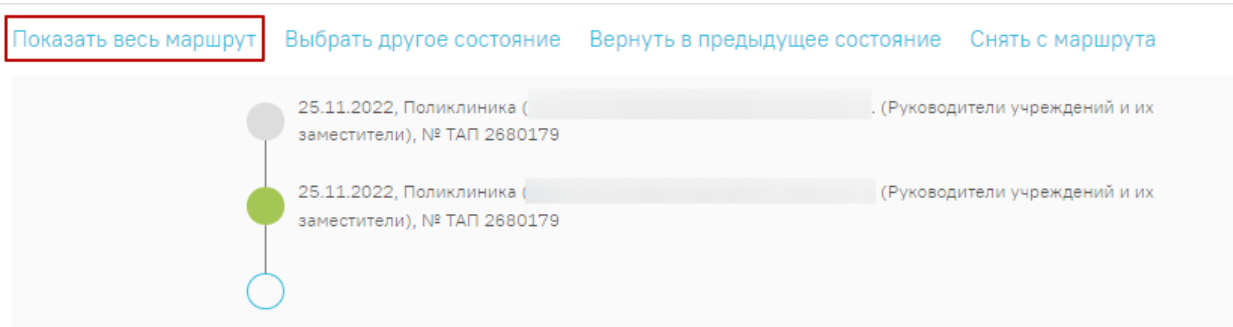 Показать весь маршрут Выбрать другое состояние Вернуть в предыдущее состояние Снять с маршрута
25.11.2022, Поликлиника ( . (Руководители учреждений и их
заместители), № ТАП 2680179
25.11.2022, Поликлиника ( (Руководители учреждений и их
заместители), № ТАП 2680179